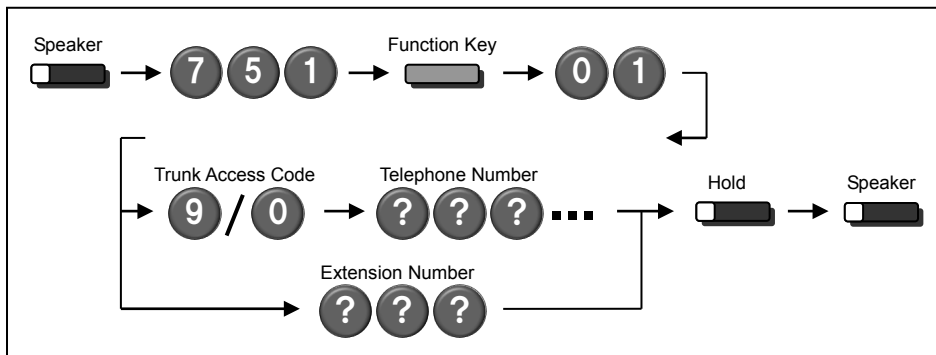 Speaker
Function Key
7 5 1
0 1
Trunk Access Code
Telephone Number
Hold
Speaker
9 / 0
? ? ? ...
Extension Number
? ? ?